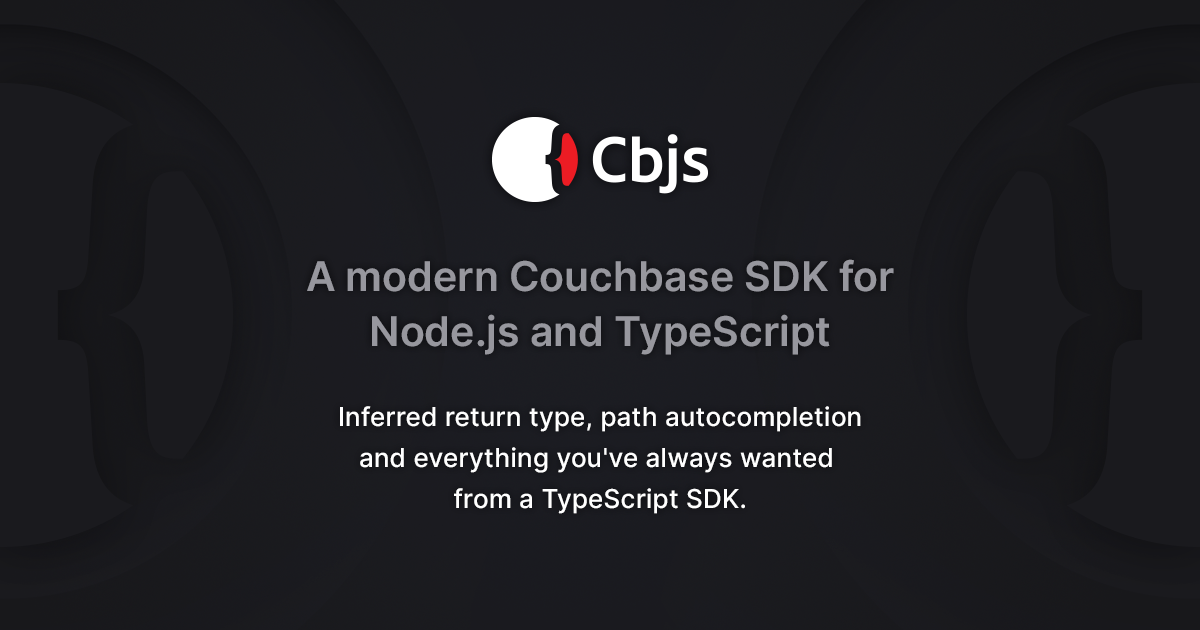 Cbjs
A modern Couchbase SDK for
Node.js and TypeScript
Inferred return type, path autocompletion
and everything you've always wanted
from a TypeScript SDK.